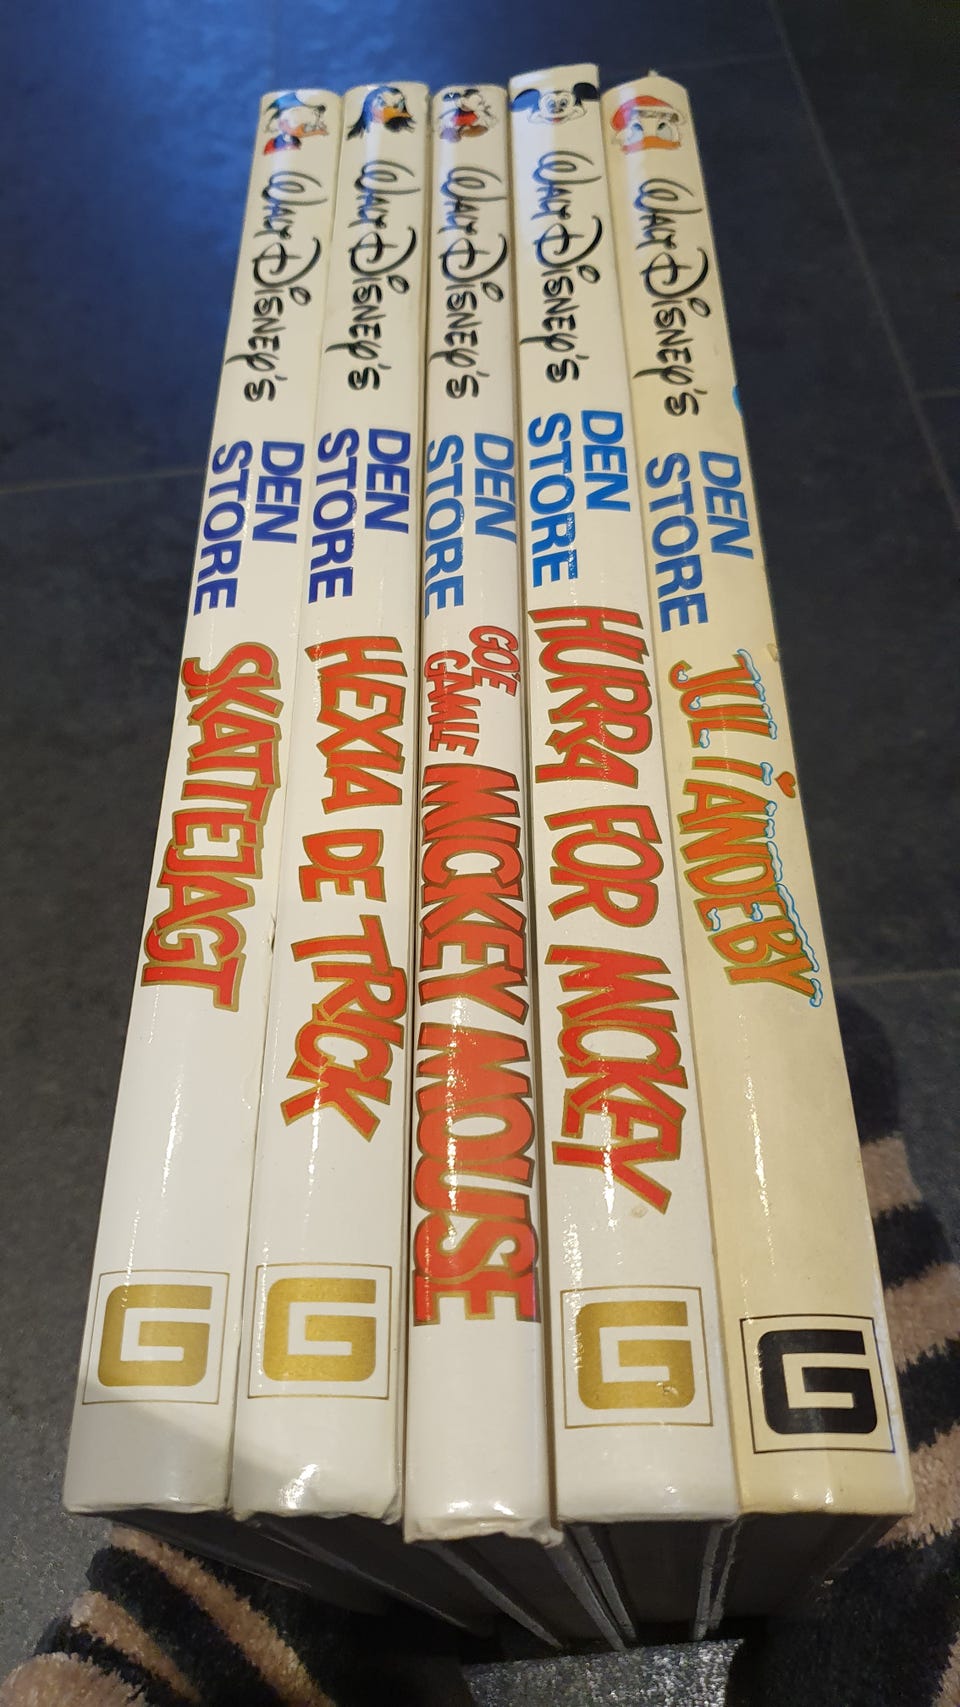 WALT DISNEY'S
DEN
STORE
SKATTEJAGT
G
WALT DISNEY'S
DEN
STORE
HEXIA DE TRICK
G
WALT DISNEY'S
DEN
STORE
GO'E
GAMLE
MICKEY MOUSE
WALT DISNEY'S
DEN
STORE
HURRA FOR MICKEY
G
WALT DISNEY'S
DEN
STORE
JUL I ANDEBY
G